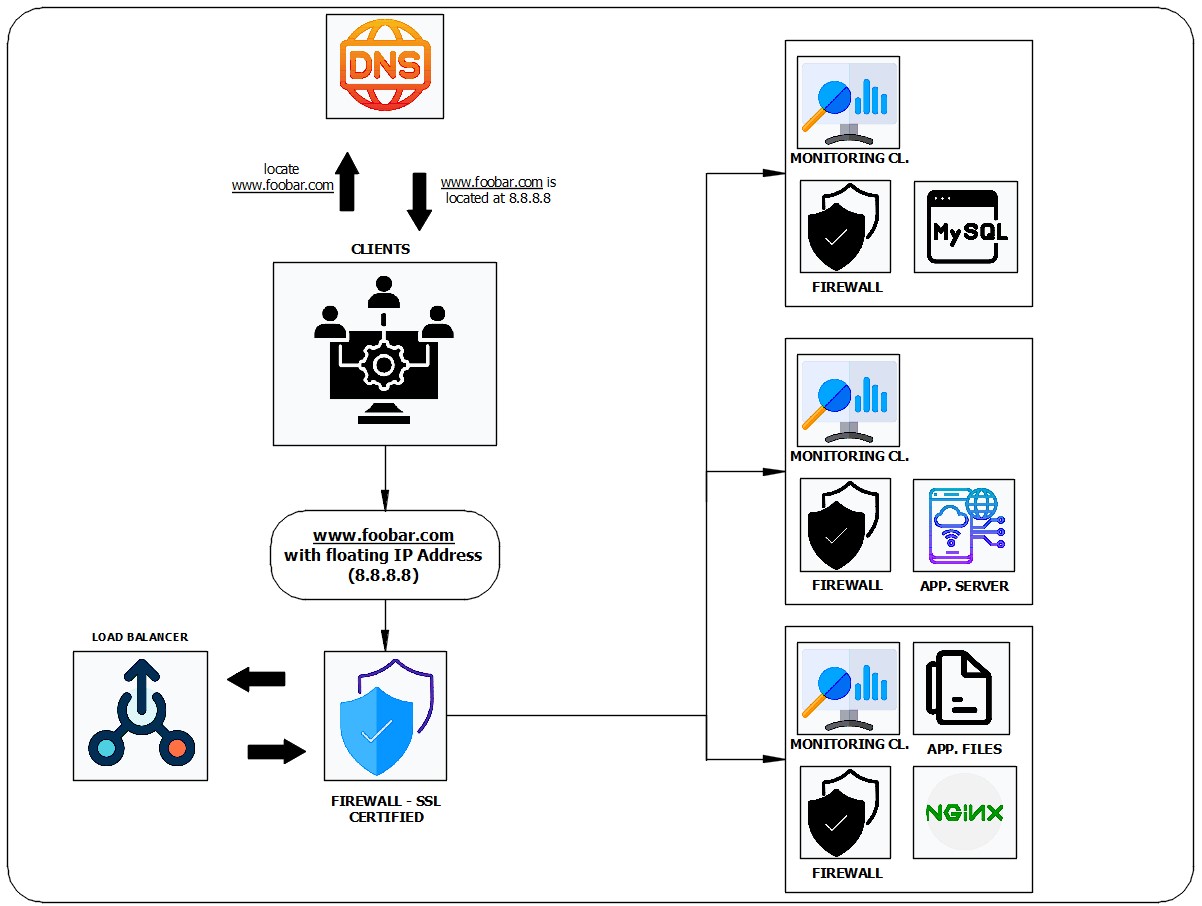 DNS
locate
www.foobar.com
www.foobar.com is
located at 8.8.8.8
CLIENTS
www.foobar.com
with floating IP Address
(8.8.8.8)
LOAD BALANCER
FIREWALL - SSL
CERTIFIED
MONITORING CL.
FIREWALL
MySQL
MONITORING CL.
FIREWALL
APP. SERVER
MONITORING CL.
APP. FILES
FIREWALL
NGiNX